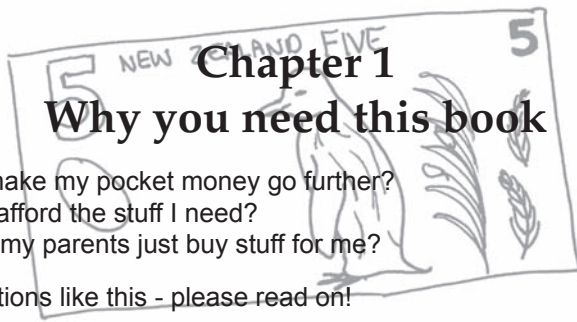 5 NEW ZEALAND FIVE 5
Chapter 1
Why you need this book
make my pocket money go further?
afford the stuff I need?
my parents just buy stuff for me?
tions like this - please read on!